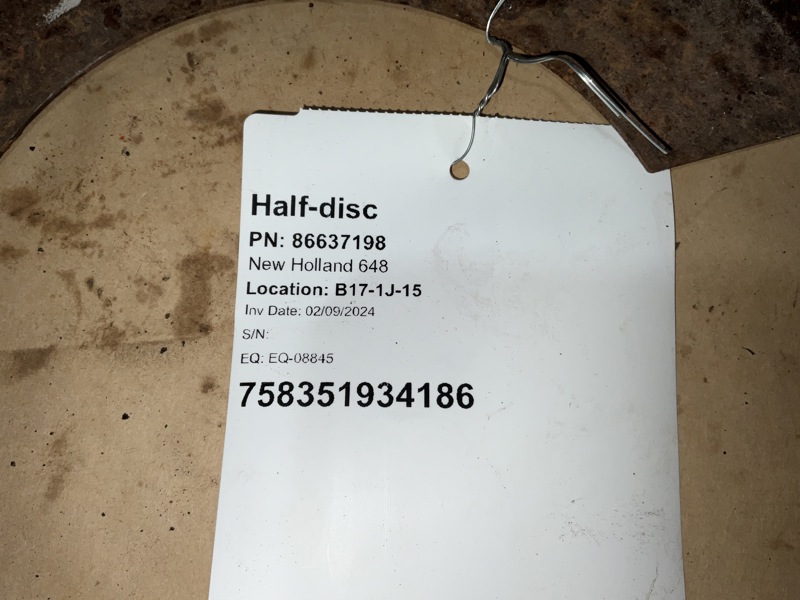 Half-disc
PN: 86637198
New Holland 648
Location: B17-1J-15
Inv Date: 02/09/2024
S/N:
EQ: EQ-08845
758351934186